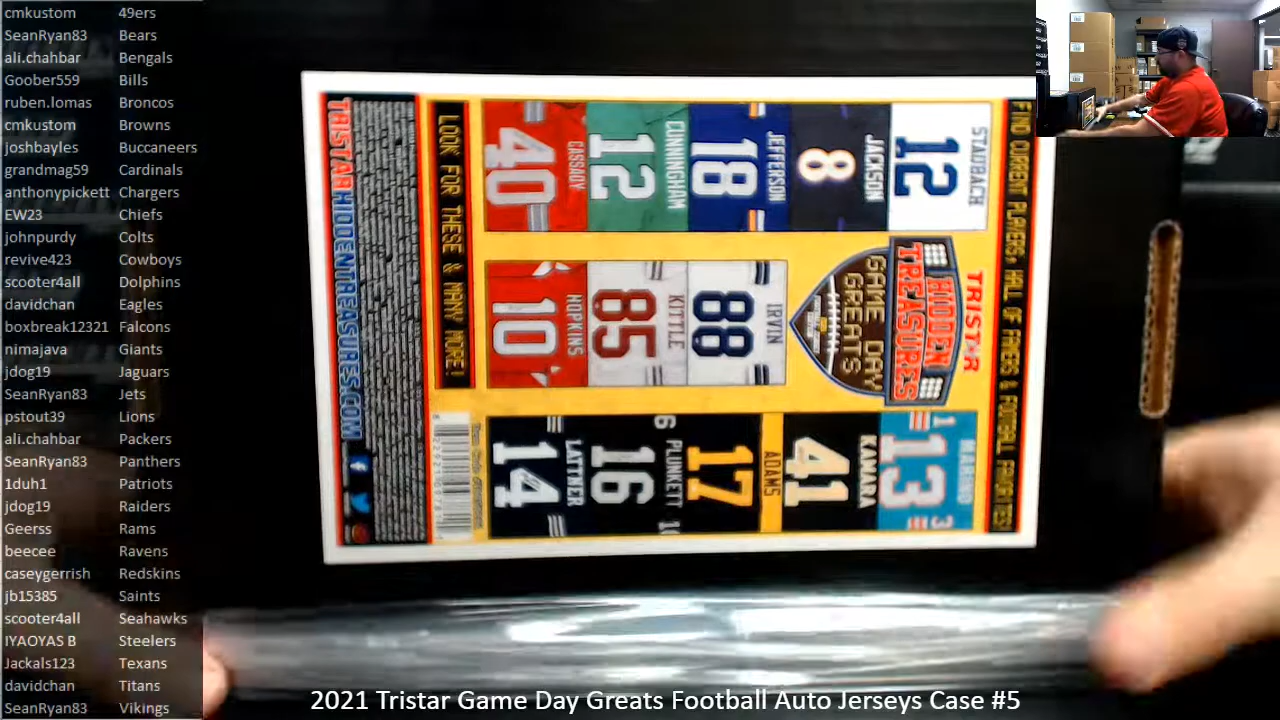 cmkustom 49ers
SeanRyan83 Bears
ali.chahbar Bengals
Goober559 Bills
ruben.lomas Broncos
cmkustom Browns
joshbayles Buccaneers
grandmag59 Cardinals
anthonypickett Chargers
EW23 Chiefs
johnpurdy Colts
revive423 Cowboys
scooter4all Dolphins
davidchan Eagles
boxbreak12321 Falcons
nimajava Giants
jdog19 Jaguars
SeanRyan83 Jets
pstout39 Lions
ali.chahbar Packers
SeanRyan83 Panthers
1duh1 Patriots
jdog19 Raiders
Geerss Rams
beecee Ravens
caseygerrish Redskins
jb15385 Saints
scooter4all Seahawks
IYAOYAS B Steelers
Jackals123 Texans
davidchan Titans
SeanRyan83 Vikings
FIND CURRENT PLAYERS, HALL OF FAMERS & FOOTBALL FAVORITES!
STAUBACH
12
JACKSON
8
JEFFERSON
18
CUNNINGHAM
12
CASSADY
40
TRISTAR
HIDDEN
TREASURES
GAME DAY
GREATS
IRVIN
88
KITTLE
85
HOPKINS
10
MARINO
13
KAMARA
41
ADAMS
17
PLUNKETT
16
LATTNER
14
LOOK FOR THESE & MANY MORE!
TRISTARHIDDENTREASURES.COM
2021 Tristar Game Day Greats Football Auto Jerseys Case #5